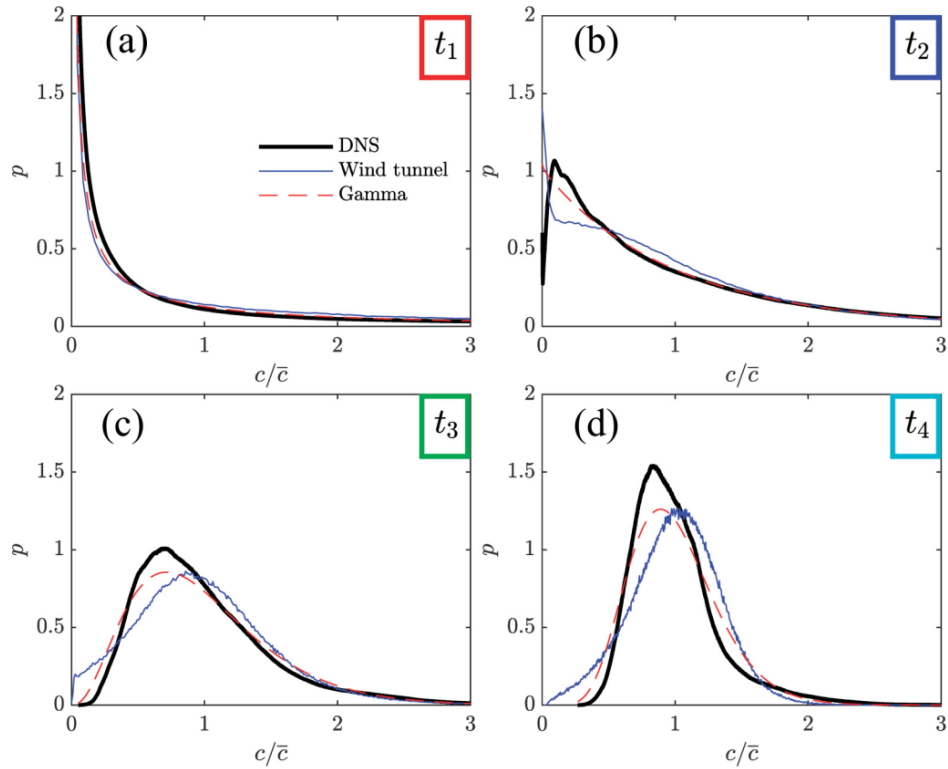 (a)
t₁
p
2
1.5
1
0.5
0
DNS
Wind tunnel
Gamma
0 1 2 3
c/c̄
(b)
t₂
p
2
1.5
1
0.5
0
0 1 2 3
c/c̄
(c)
t₃
p
2
1.5
1
0.5
0
0 1 2 3
c/c̄
(d)
t₄
p
2
1.5
1
0.5
0
0 1 2 3
c/c̄